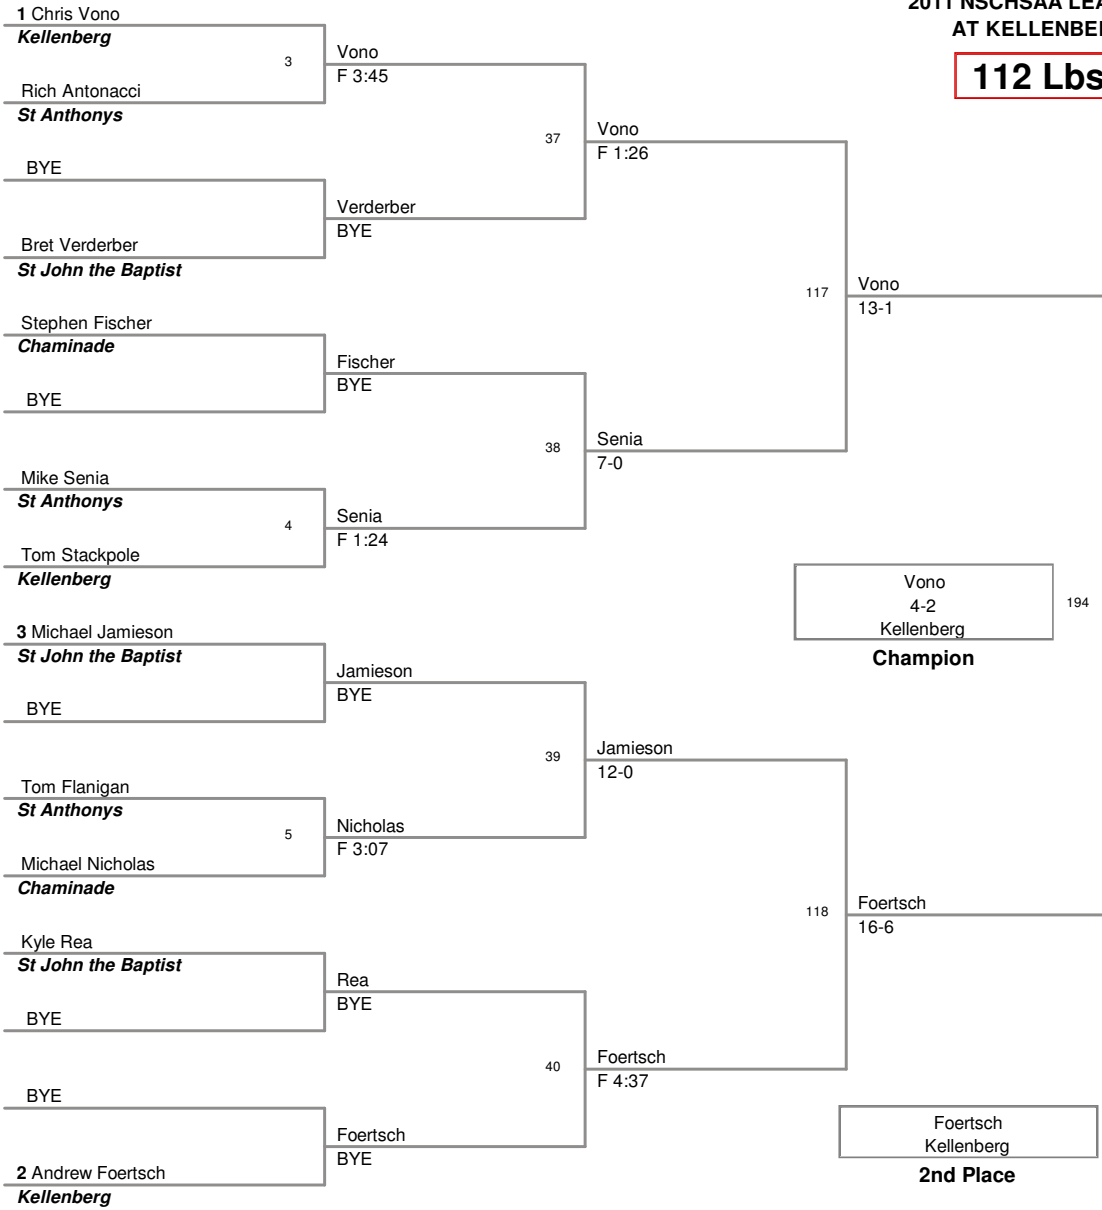 2011 NSCHSAA LEA
AT KELLENBE
112 Lbs
1 Chris Vono
Kellenberg
3
Rich Antonacci
St Anthonys
BYE
Bret Verderber
St John the Baptist
Stephen Fischer
Chaminade
BYE
Mike Senia
St Anthonys
4
Tom Stackpole
Kellenberg
3 Michael Jamieson
St John the Baptist
BYE
Tom Flanigan
St Anthonys
5
Michael Nicholas
Chaminade
Kyle Rea
St John the Baptist
BYE
BYE
2 Andrew Foertsch
Kellenberg
Vono
F 3:45
37
Verderber
BYE
Fischer
BYE
38
Senia
F 1:24
Jamieson
BYE
39
Nicholas
F 3:07
Rea
BYE
40
Foertsch
BYE
Vono
F 1:26
117
Senia
7-0
Jamieson
12-0
118
Foertsch
F 4:37
Vono
13-1
Foertsch
16-6
Vono
4-2
Kellenberg
194
Champion
Foertsch
Kellenberg
2nd Place